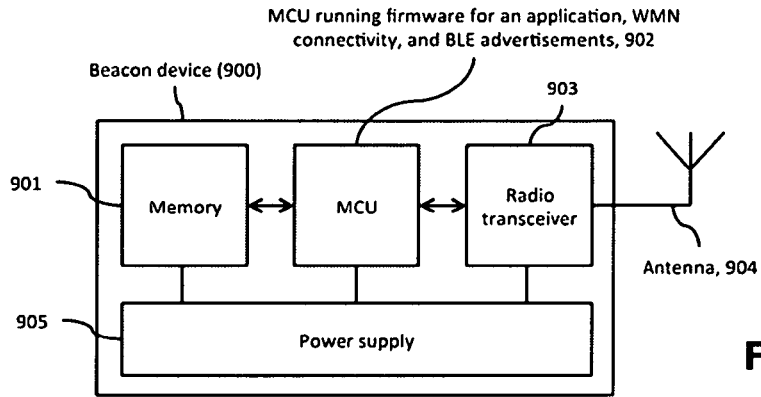 MCU running firmware for an application, WMN
connectivity, and BLE advertisements, 902
Beacon device (900)
903
901
Memory
MCU
Radio
transceiver
Antenna, 904
905
Power supply
F